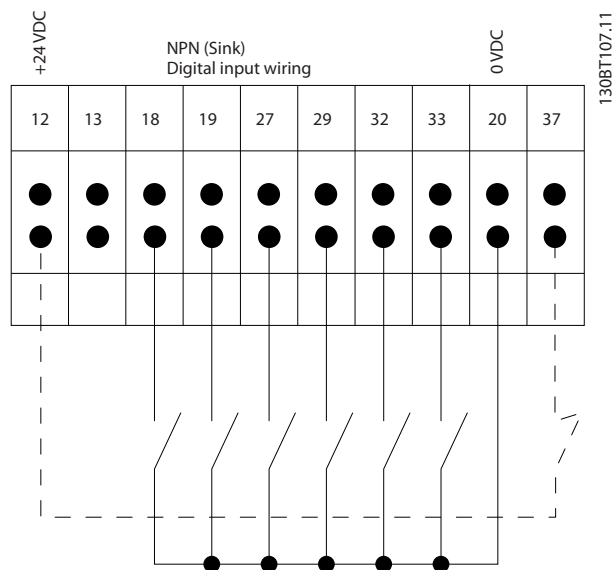 +24 VDC
NPN (Sink)
Digital input wiring
0 VDC
130BT107.11
12 13 18 19 27 29 32 33 20 37